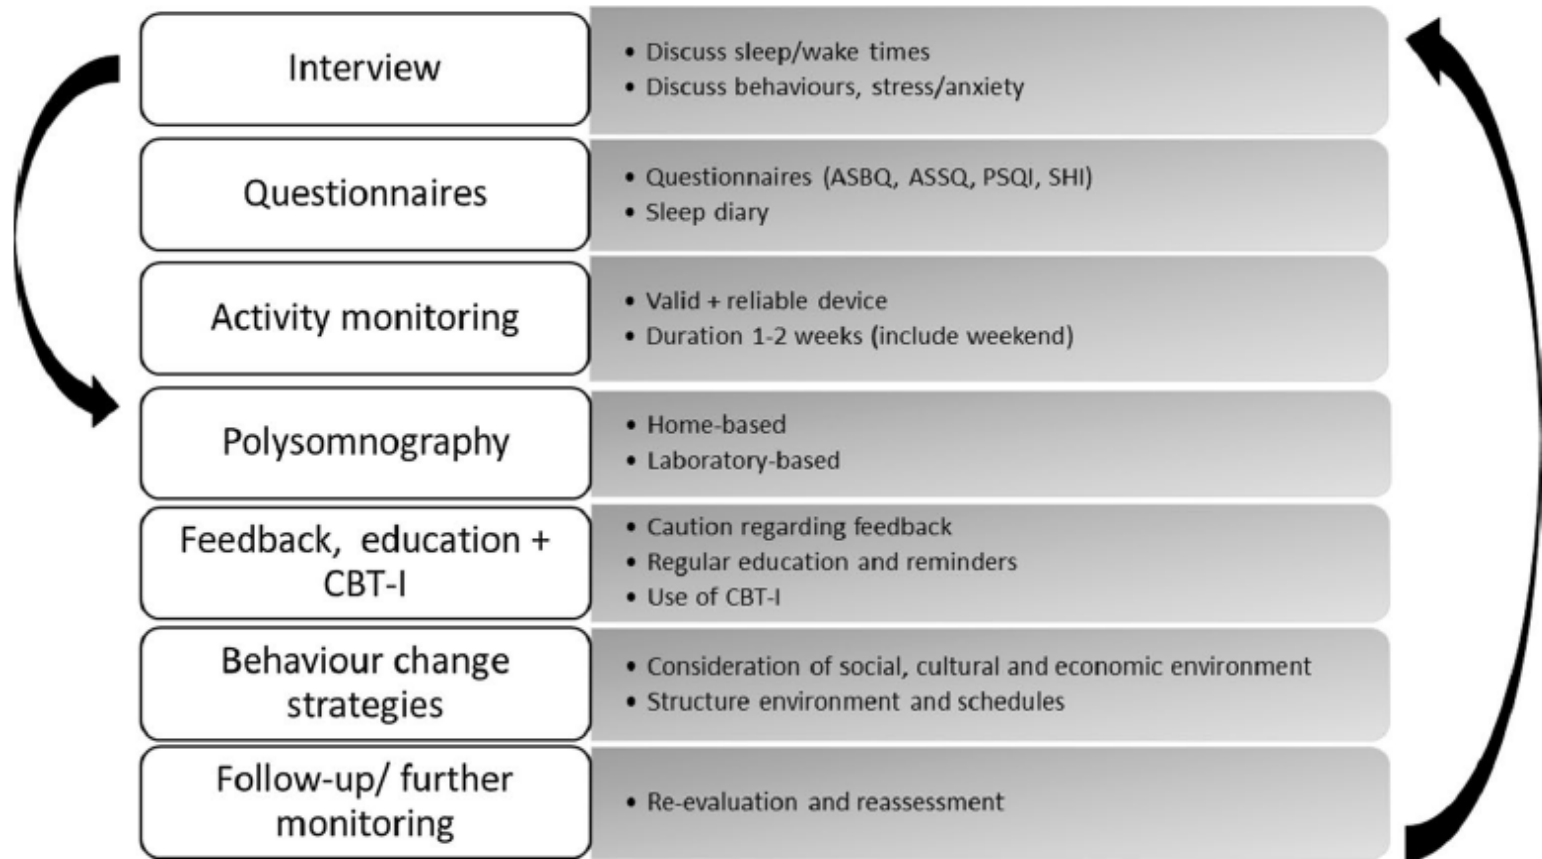 Interview
• Discuss sleep/wake times
• Discuss behaviours, stress/anxiety
Questionnaires
• Questionnaires (ASBQ, ASSQ, PSQI, SHI)
• Sleep diary
Activity monitoring
• Valid + reliable device
• Duration 1-2 weeks (include weekend)
Polysomnography
• Home-based
• Laboratory-based
Feedback, education +
CBT-I
• Caution regarding feedback
• Regular education and reminders
• Use of CBT-I
Behaviour change
strategies
• Consideration of social, cultural and economic environment
• Structure environment and schedules
Follow-up/ further
monitoring
• Re-evaluation and reassessment